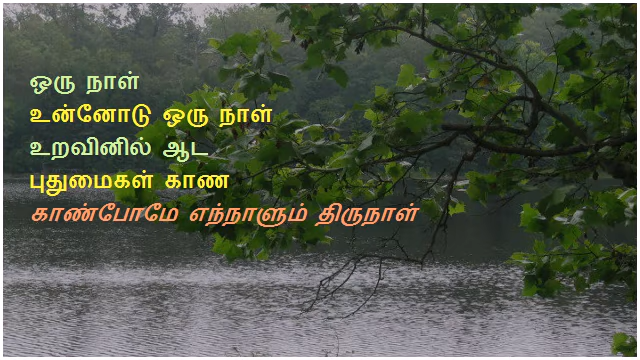 ஒரு நாள்
உன்னோடு ஒரு நாள்
உறவினில் ஆட
புதுமைகள் காண
காண்போமே எந்நாளும் திருநாள்